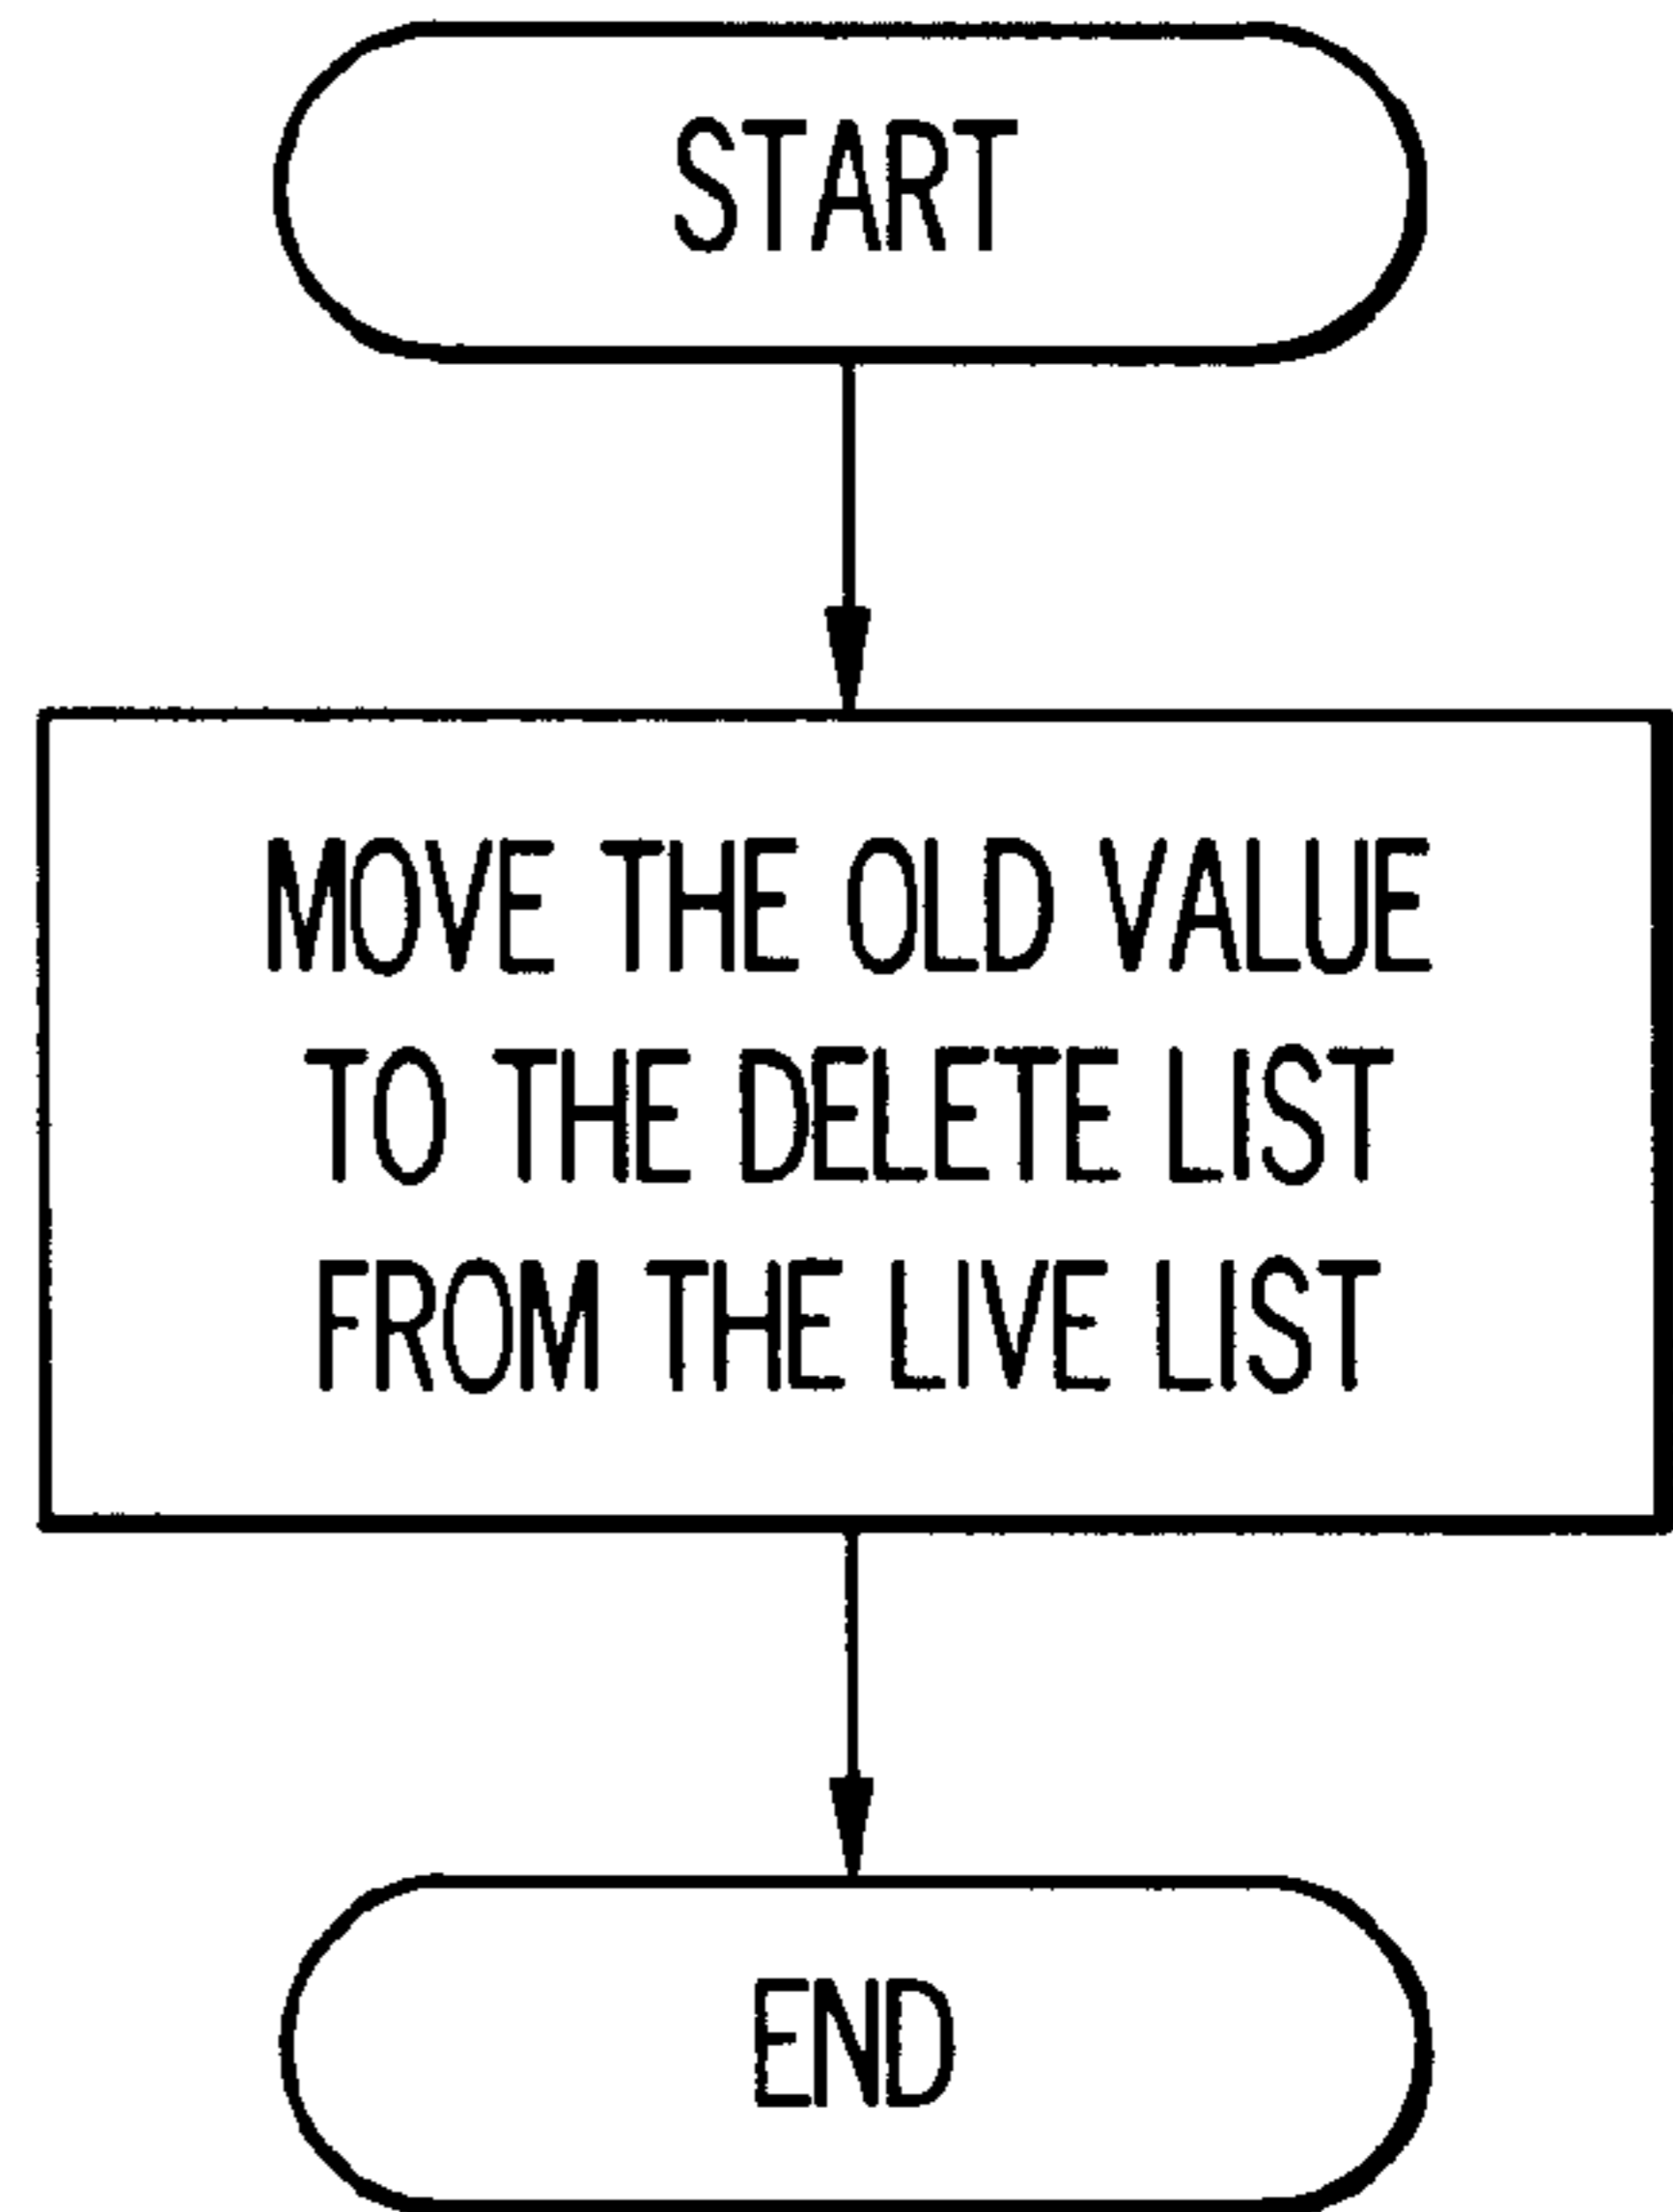 START
MOVE THE OLD VALUE
TO THE DELETE LIST
FROM THE LIVE LIST
END